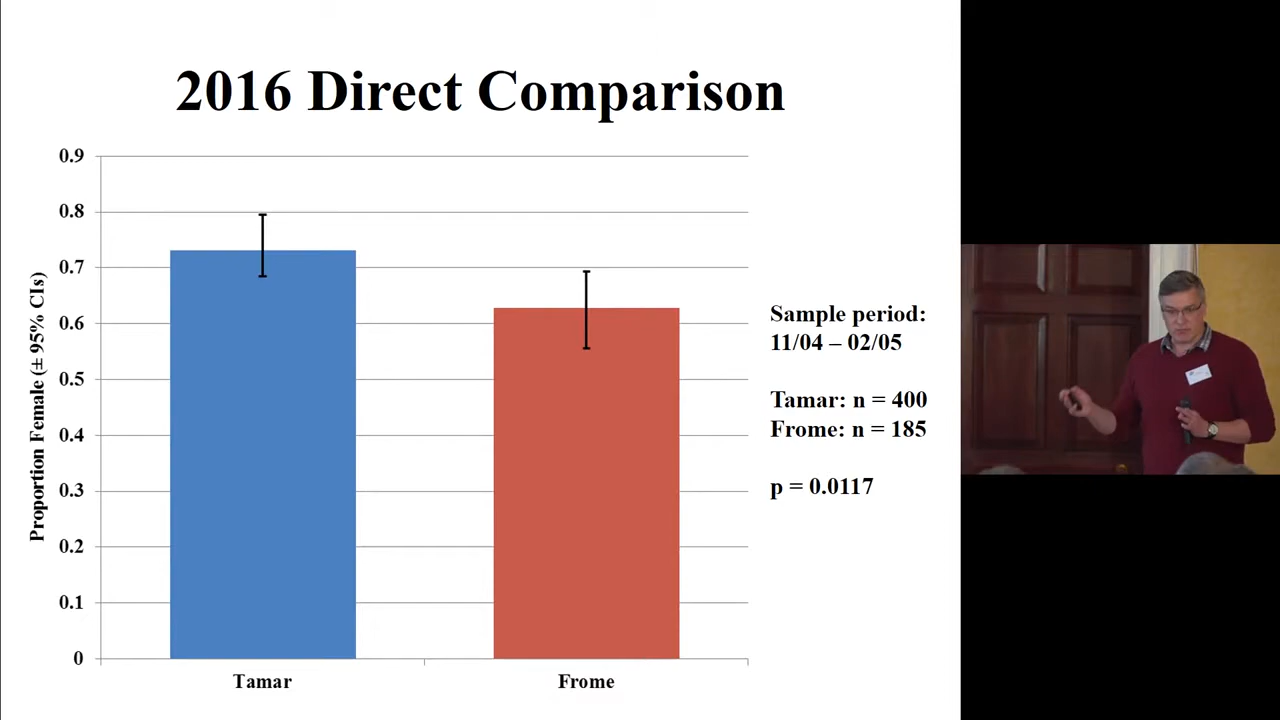 2016 Direct Comparison
0.9
0.8
0.7
0.6
0.5
0.4
0.3
0.2
0.1
0
Proportion Female (± 95% CIs)
Tamar
Frome
Sample period:
11/04 – 02/05
Tamar: n = 400
Frome: n = 185
p = 0.0117